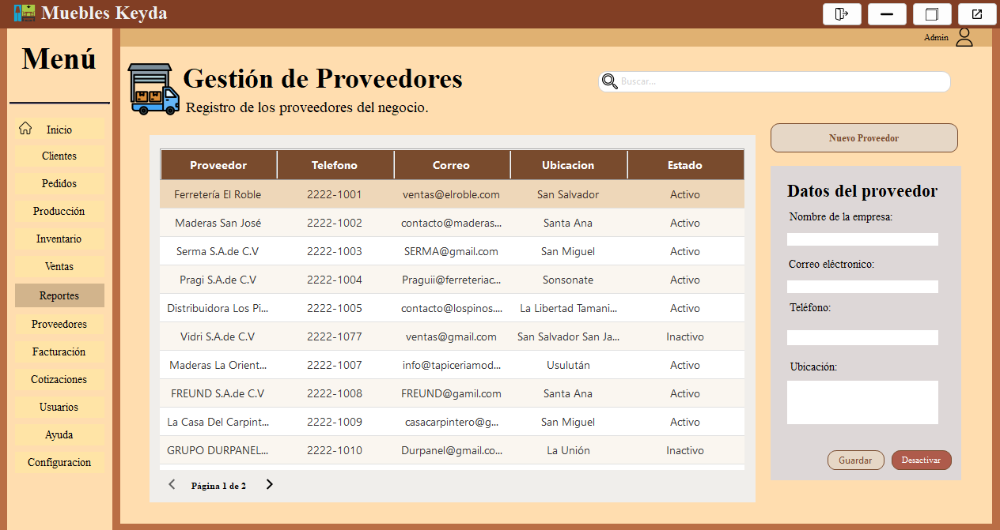 Muebles Keyda
Admin
Menú
Inicio
Clientes
Pedidos
Producción
Inventario
Ventas
Reportes
Proveedores
Facturación
Cotizaciones
Usuarios
Ayuda
Configuracion
Gestión de Proveedores
Registro de los proveedores del negocio.
Buscar...
Proveedor Telefono Correo Ubicacion Estado
Ferretería El Roble 2222-1001 ventas@elroble.com San Salvador Activo
Maderas San José 2222-1002 contacto@maderas... Santa Ana Activo
Serma S.A.de C.V 2222-1003 SERMA@gmail.com San Miguel Activo
Pragi S.A.de C.V 2222-1004 Praguii@ferreteriac... Sonsonate Activo
Distribuidora Los Pi... 2222-1005 contacto@lospinos.... La Libertad Tamani... Activo
Vidri S.A.de C.V 2222-1077 ventas@gmail.com San Salvador San Ja... Inactivo
Maderas La Orient... 2222-1007 info@tapiceriamod... Usulután Activo
FREUND S.A.de C.V 2222-1008 FREUND@gamil.com Santa Ana Activo
La Casa Del Carpint... 2222-1009 casacarpintero@g... San Miguel Activo
GRUPO DURPANEL... 2222-1010 Durpanel@gmail.co... La Unión Inactivo
Página 1 de 2
Nuevo Proveedor
Datos del proveedor
Nombre de la empresa:
Correo eléctronico:
Teléfono:
Ubicación:
Guardar
Desactivar